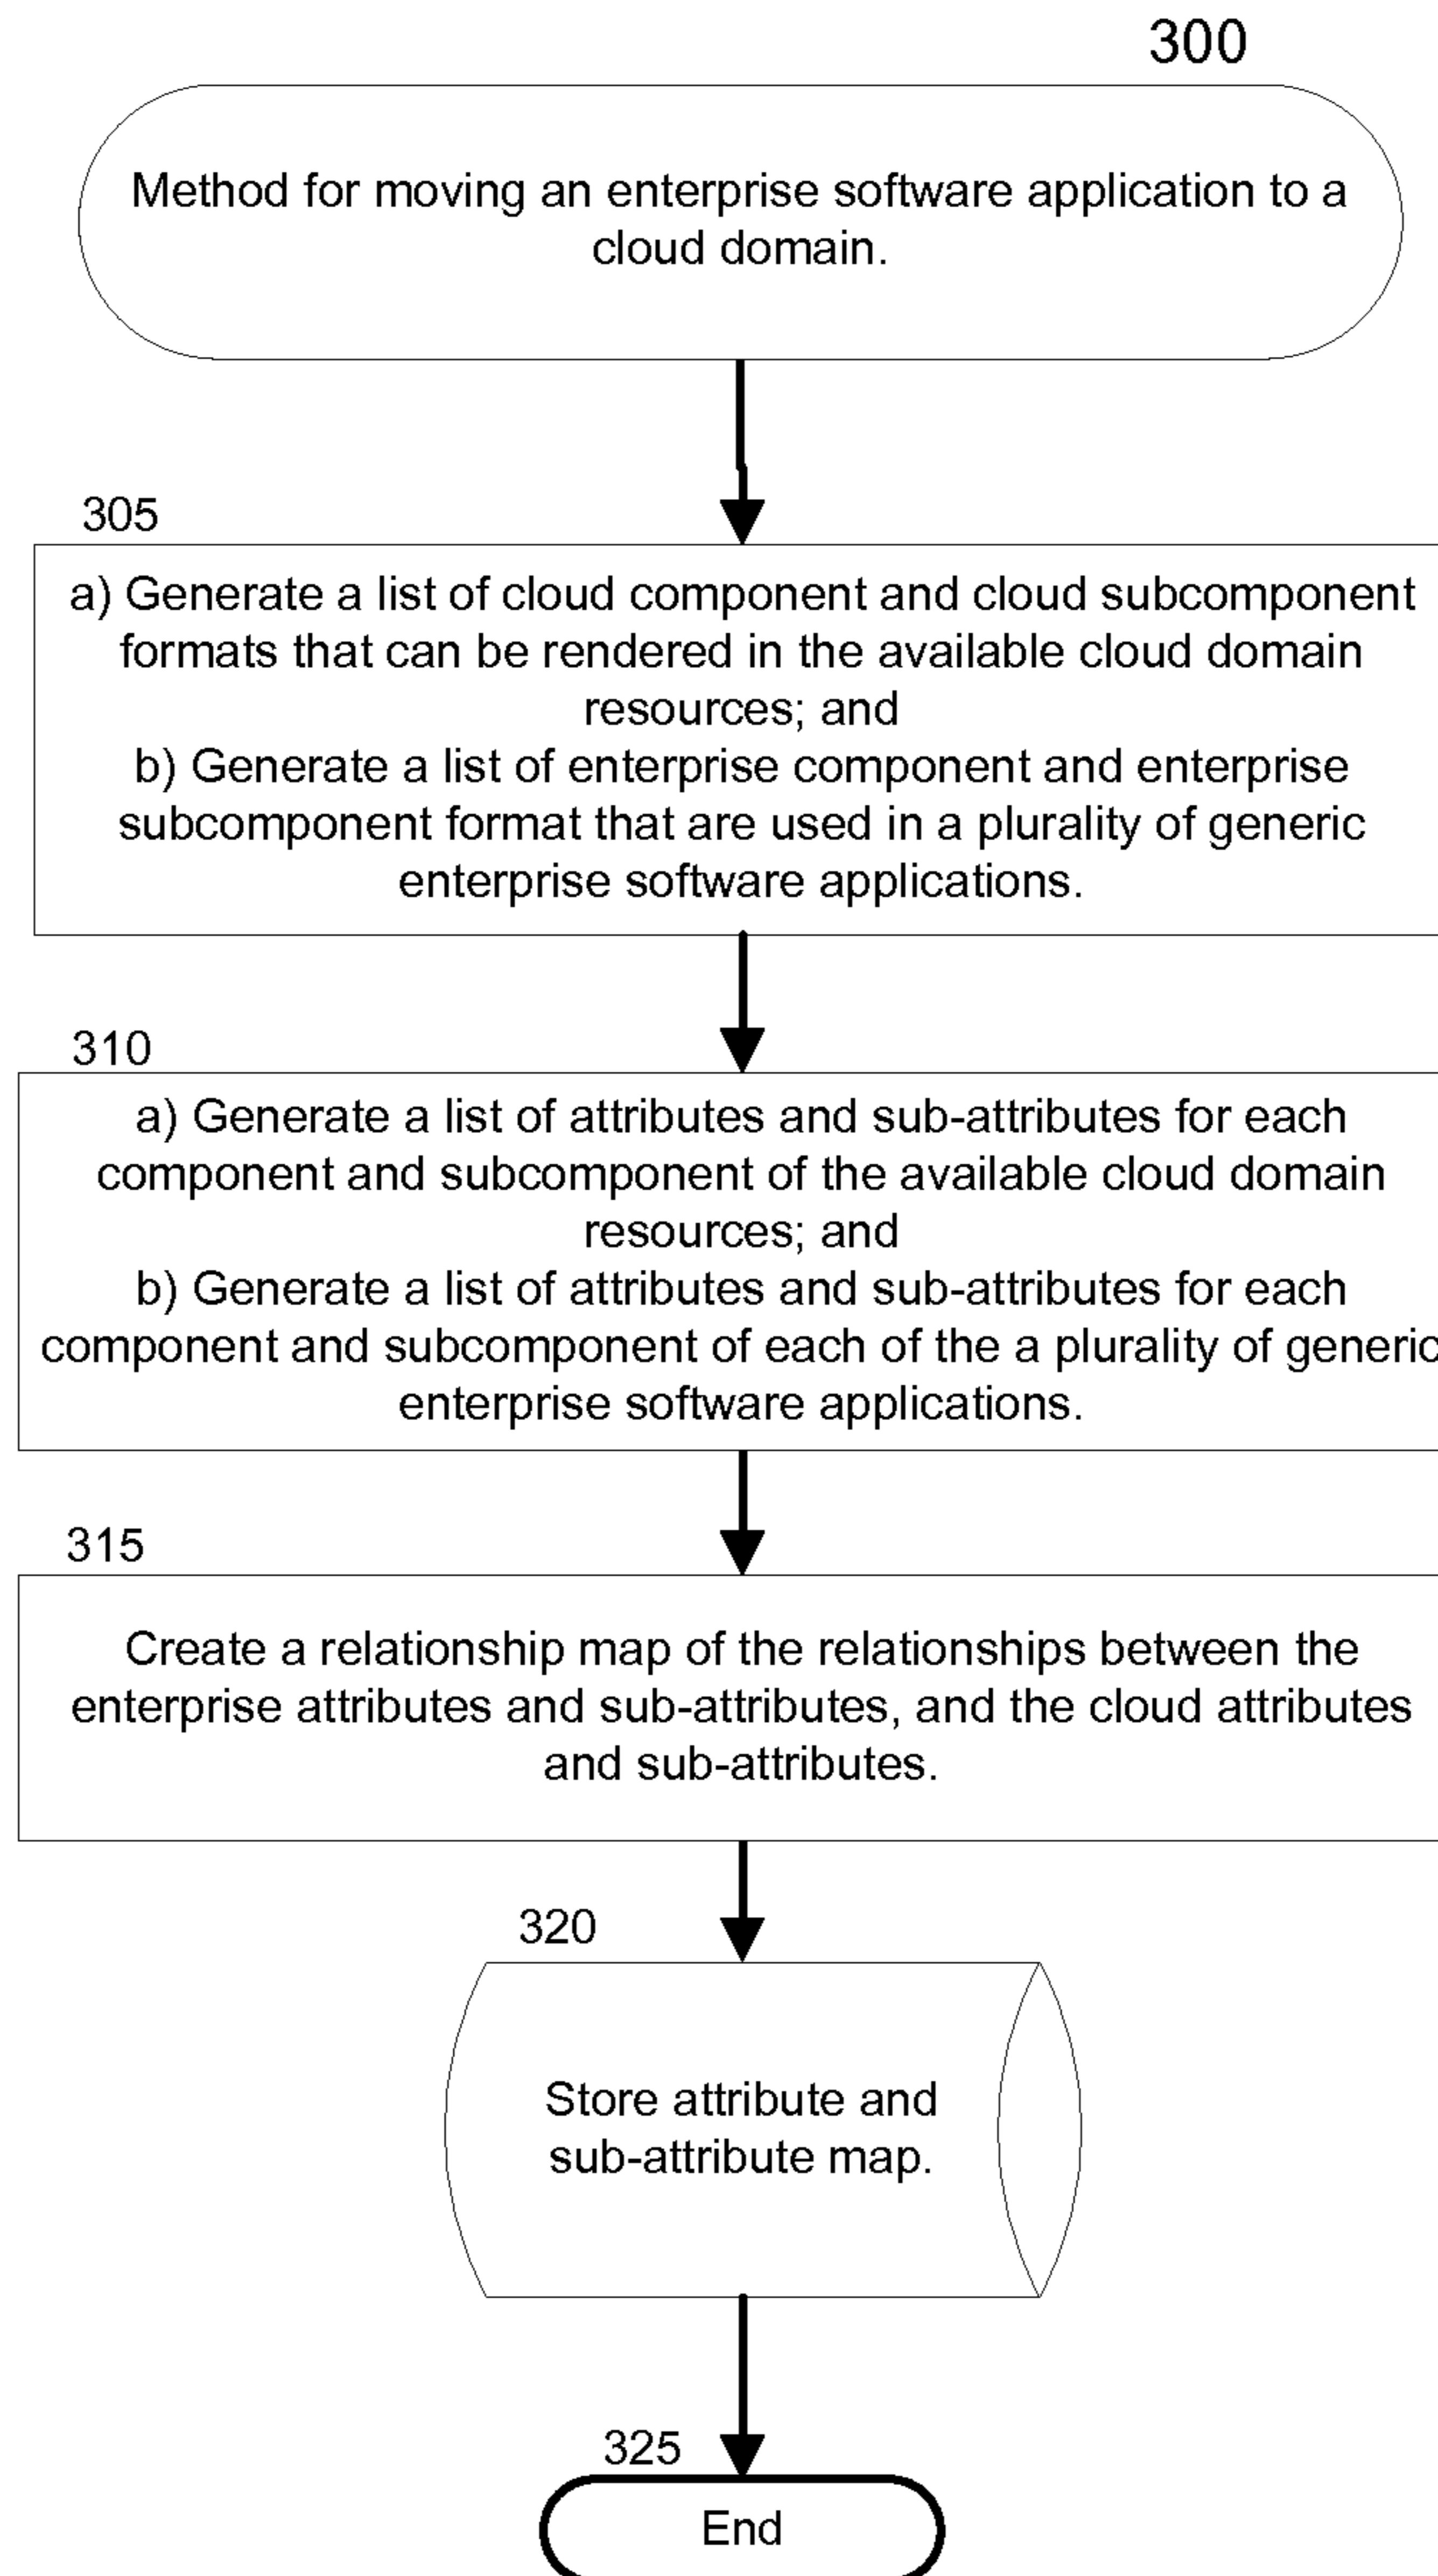 300
Method for moving an enterprise software application to a
cloud domain.
305
a) Generate a list of cloud component and cloud subcomponent
formats that can be rendered in the available cloud domain
resources; and
b) Generate a list of enterprise component and enterprise
subcomponent format that are used in a plurality of generic
enterprise software applications.
310
a) Generate a list of attributes and sub-attributes for each
component and subcomponent of the available cloud domain
resources; and
b) Generate a list of attributes and sub-attributes for each
component and subcomponent of each of the a plurality of generic
enterprise software applications.
315
Create a relationship map of the relationships between the
enterprise attributes and sub-attributes, and the cloud attributes
and sub-attributes.
320
Store attribute and
sub-attribute map.
325
End